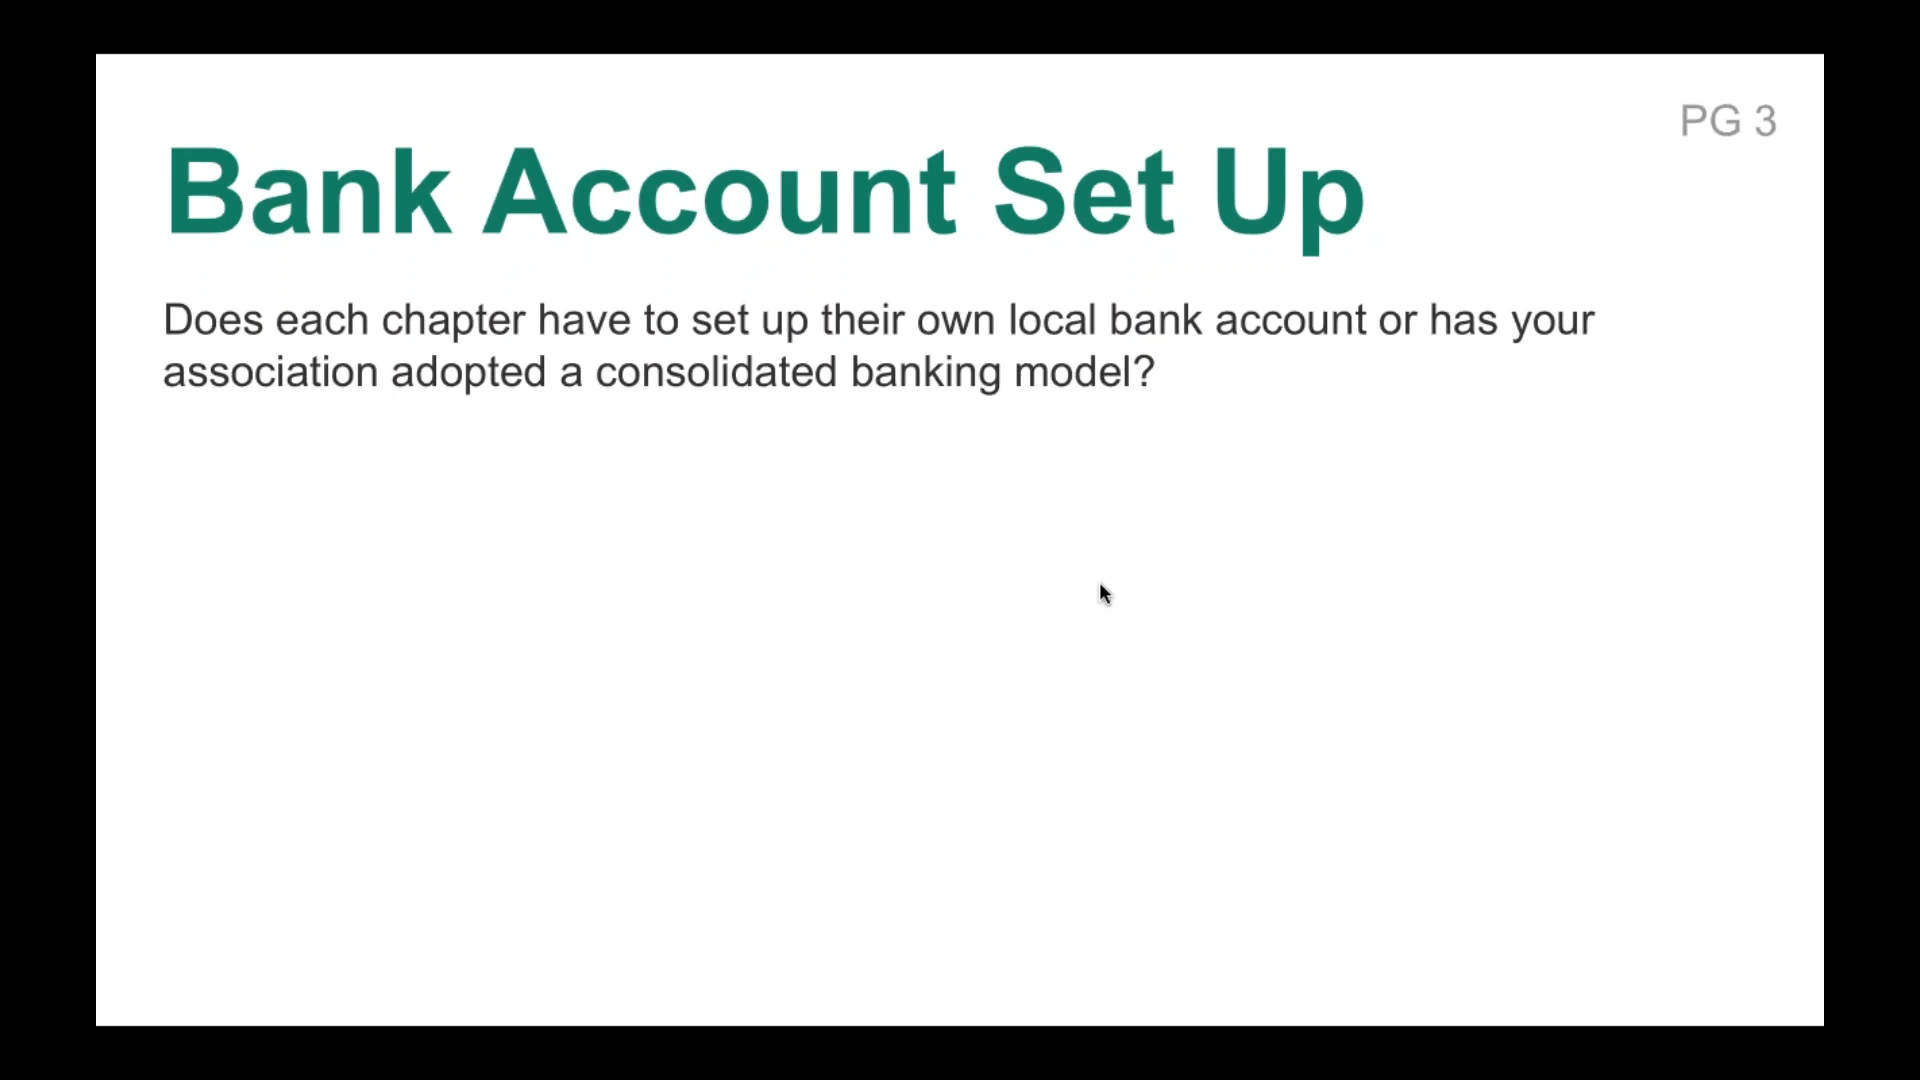 PG 3
Bank Account Set Up
Does each chapter have to set up their own local bank account or has your
association adopted a consolidated banking model?